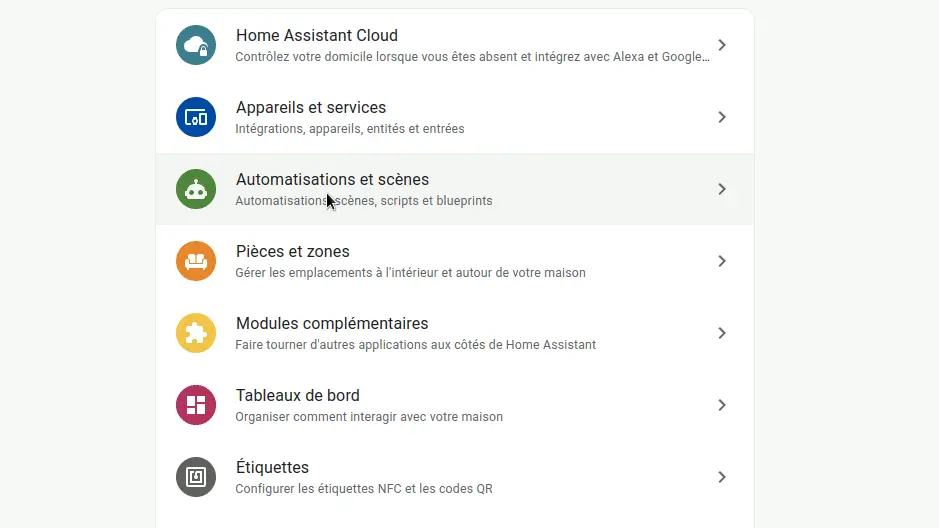 Home Assistant Cloud
Contrôlez votre domicile lorsque vous êtes absent et intégrez avec Alexa et Google...
Appareils et services
Intégrations, appareils, entités et entrées
Automatisations et scènes
Automatisations, scènes, scripts et blueprints
Pièces et zones
Gérer les emplacements à l'intérieur et autour de votre maison
Modules complémentaires
Faire tourner d'autres applications aux côtés de Home Assistant
Tableaux de bord
Organiser comment interagir avec votre maison
Étiquettes
Configurer les étiquettes NFC et les codes QR